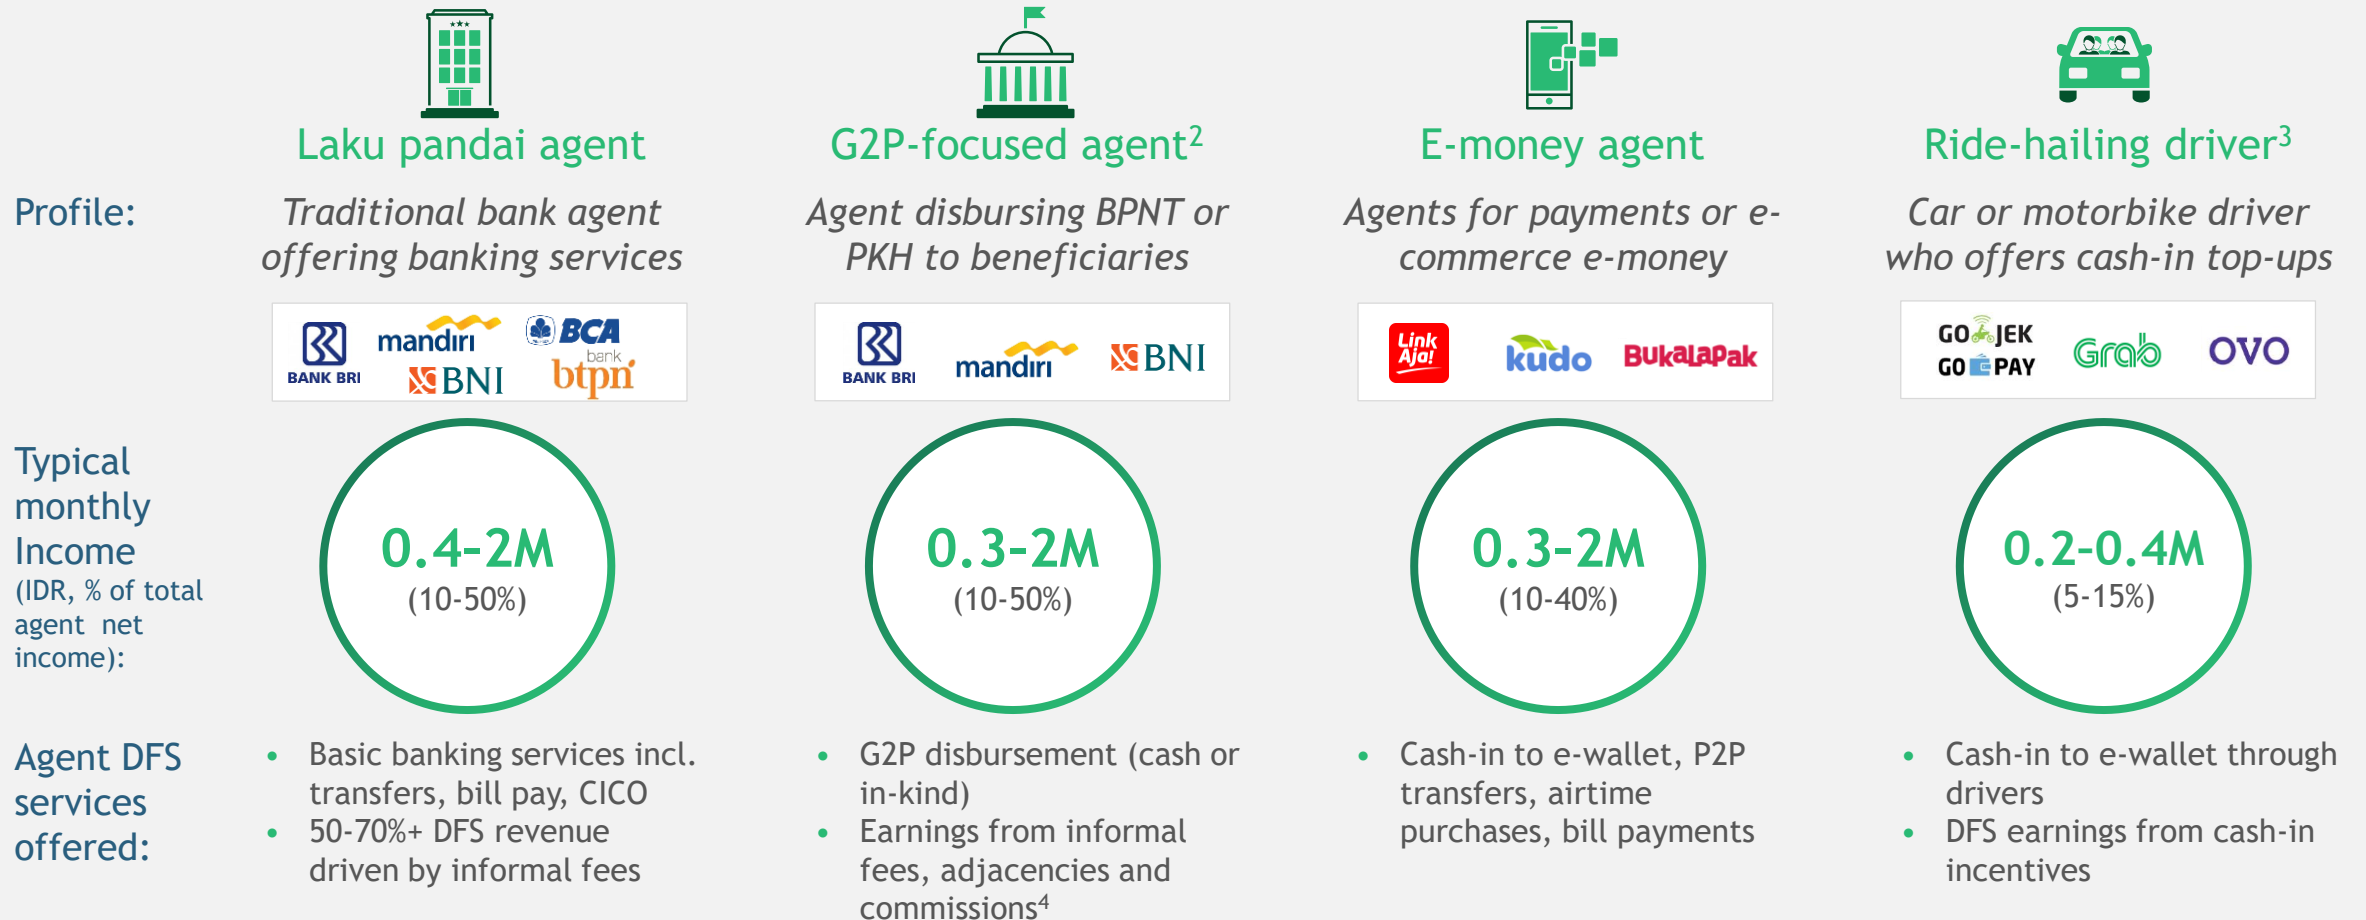 Laku pandai agent
G2P-focused agent2
E-money agent
Ride-hailing driver3
Profile:
Traditional bank agent
offering banking services
Agent disbursing BPNT or
PKH to beneficiaries
Agents for payments or e-
commerce e-money
Car or motorbike driver
who offers cash-in top-ups
BANK BRI
mandiri
BCA
BNI
bank
btpn
BANK BRI
mandiri
BNI
Link
Aja!
kudo
BukaLapak
GOJEK
GO PAY
Grab
OVO
Typical
monthly
Income
(IDR, % of total
agent net
income):
0.4-2M
(10-50%)
0.3-2M
(10-50%)
0.3-2M
(10-40%)
0.2-0.4M
(5-15%)
Agent DFS
services
offered:
• Basic banking services incl.
transfers, bill pay, CICO
• 50-70%+ DFS revenue
driven by informal fees
• G2P disbursement (cash or
in-kind)
• Earnings from informal
fees, adjacencies and
commissions4
• Cash-in to e-wallet, P2P
transfers, airtime
purchases, bill payments
• Cash-in to e-wallet through
drivers
• DFS earnings from cash-in
incentives